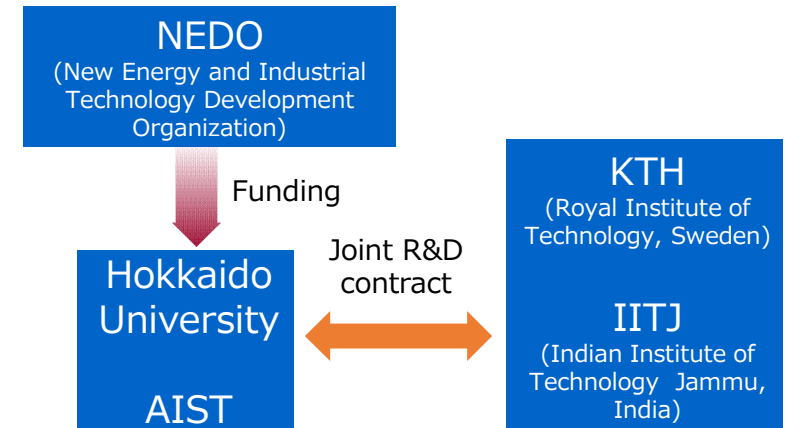 NEDO
(New Energy and Industrial
Technology Development
Organization)
Funding
Hokkaido
University
AIST
Joint R&D
contract
KTH
(Royal Institute of
Technology, Sweden)
IITJ
(Indian Institute of
Technology Jammu,
India)